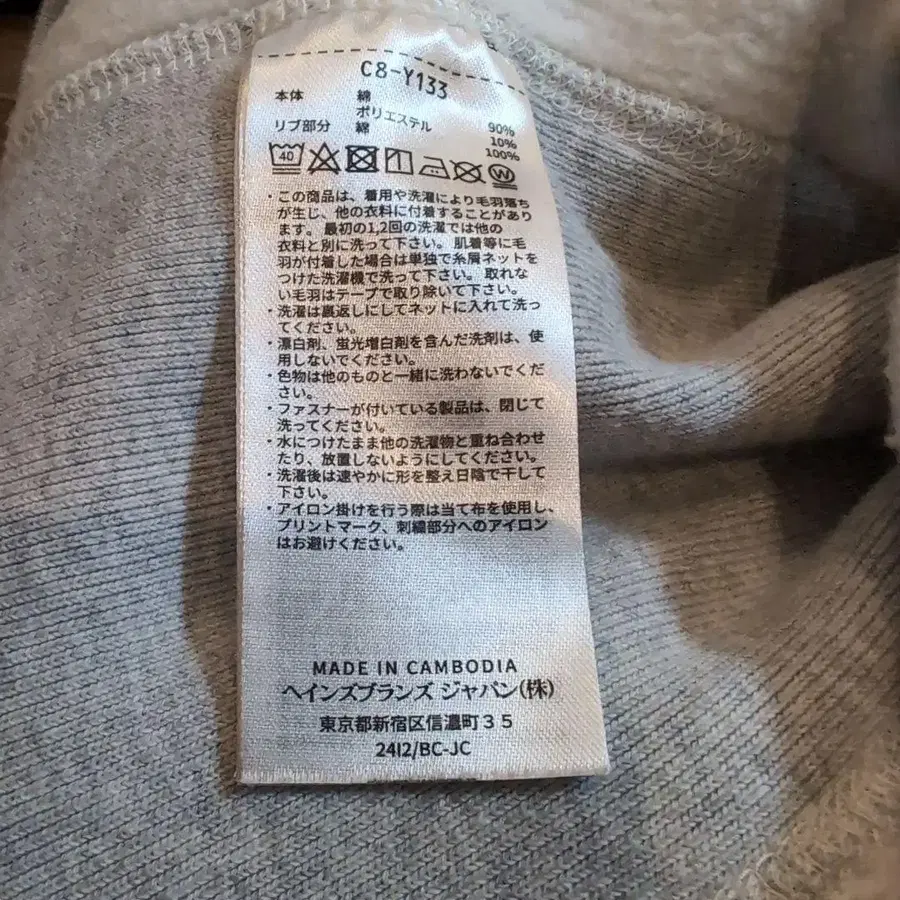 C8-Y133
本体 綿 90%
ポリエステル 10%
リブ部分 綿 100%
40
W
・この商品は、着用や洗濯により毛羽落ち
が生じ、他の衣料に付着することがあり
ます。最初の1,2回の洗濯では他の
衣料と別に洗って下さい。肌着等に毛
羽が付着した場合は単独で糸屑ネットを
つけた洗濯機で洗って下さい。取れな
い毛羽はテープで取り除いて下さい。
・洗濯は裏返しにしてネットに入れて洗っ
てください。
・漂白剤、蛍光増白剤を含んだ洗剤は、使
用しないでください。
・色物は他のものと一緒に洗わないでくだ
さい。
・ファスナーが付いている製品は、閉じて
洗ってください。
・水につけたまま他の洗濯物と重ね合わせ
たり、放置しないようにしてください。
・洗濯後は速やかに形を整え日陰で干して
下さい。
・アイロン掛けを行う際は当て布を使用し、
プリントマーク、刺繍部分へのアイロン
はお避けください。
MADE IN CAMBODIA
ヘインズブランズ ジャパン(株)
東京都新宿区信濃町35
2412/BC-JC